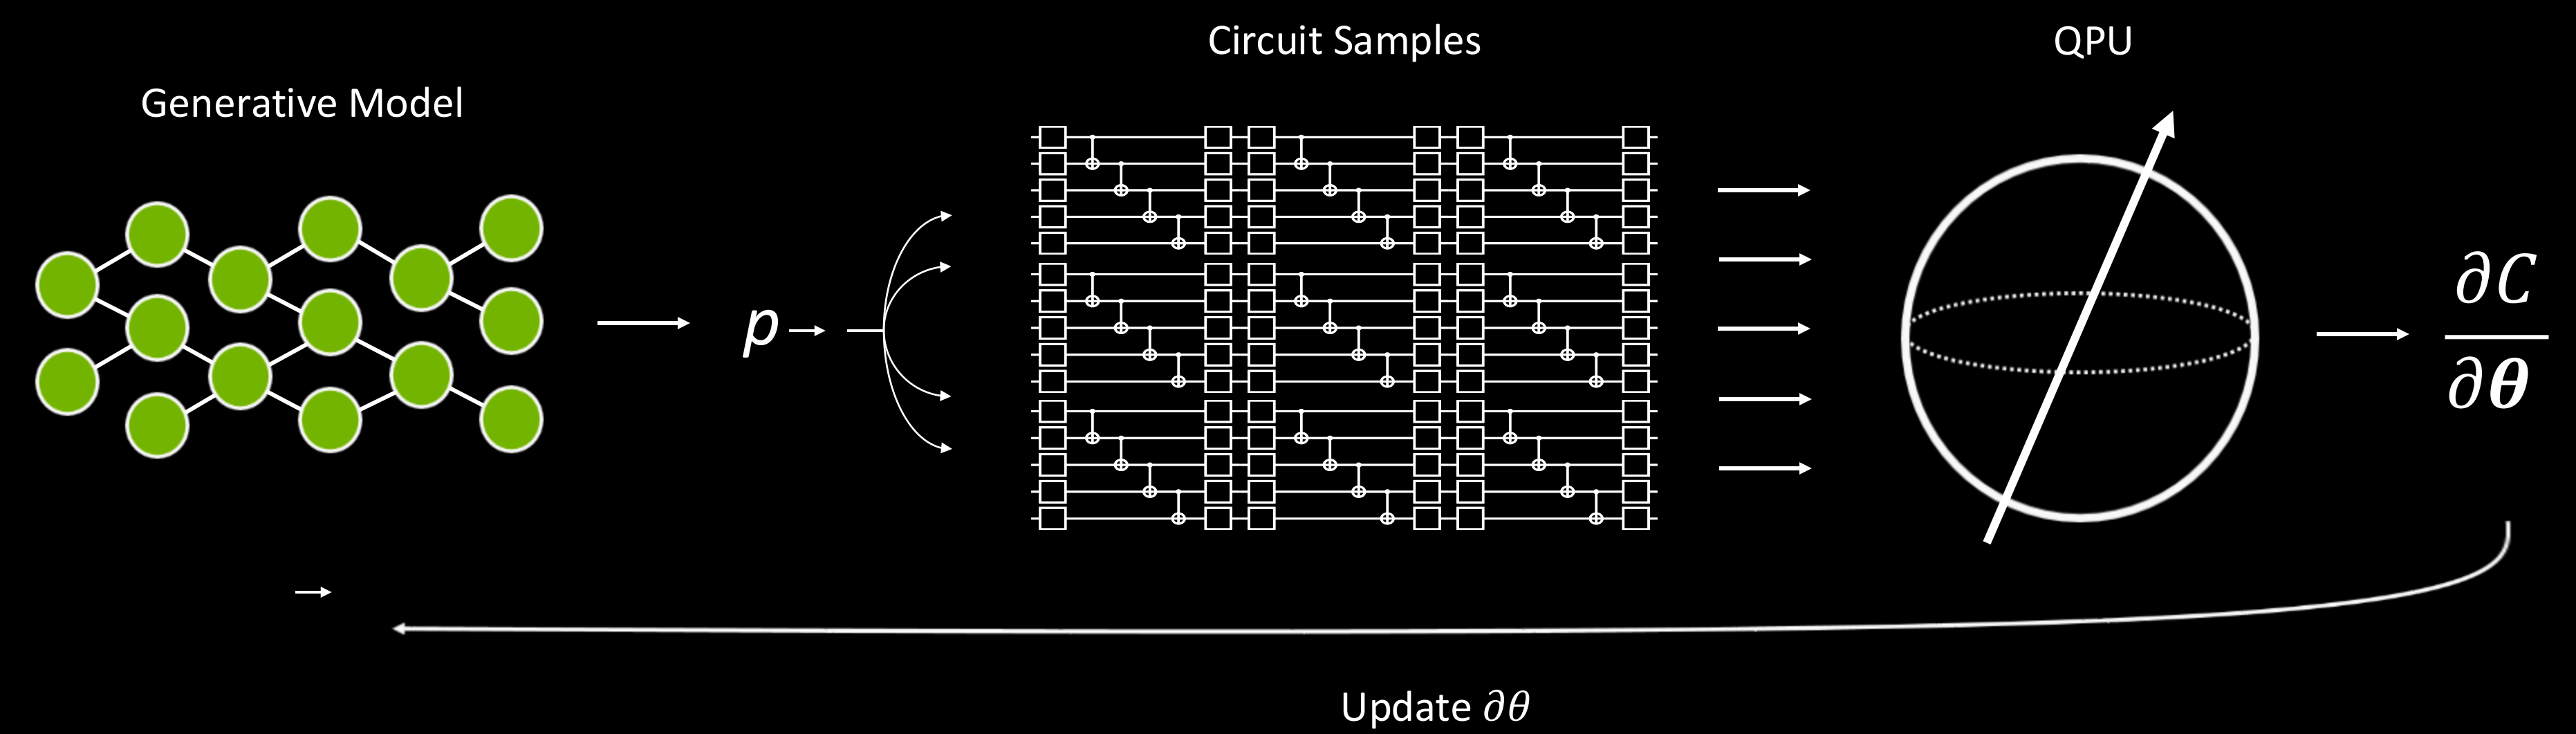 Generative Model
p
Circuit Samples
QPU
∂C
∂θ
Update ∂θ